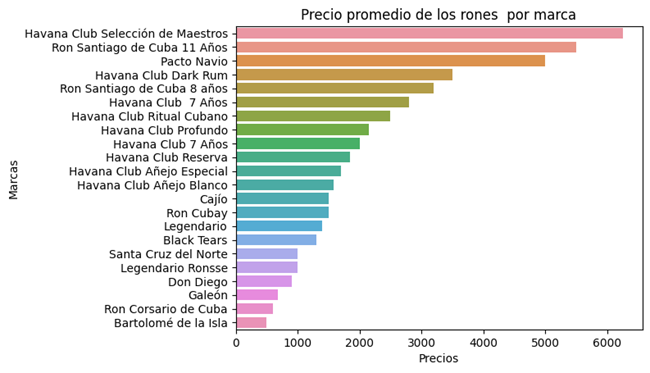 Precio promedio de los rones  por marca
Havana Club Selección de Maestros
Ron Santiago de Cuba 11 Años
Pacto Navio
Havana Club Dark Rum
Ron Santiago de Cuba 8 años
Havana Club  7 Años
Havana Club Ritual Cubano
Havana Club Profundo
Havana Club 7 Años
Havana Club Reserva
Havana Club Añejo Especial
Havana Club Añejo Blanco
Cajío
Ron Cubay
Legendario
Black Tears
Santa Cruz del Norte
Legendario Ronsse
Don Diego
Galeón
Ron Corsario de Cuba
Bartolomé de la Isla
Marcas
0 1000 2000 3000 4000 5000 6000
Precios